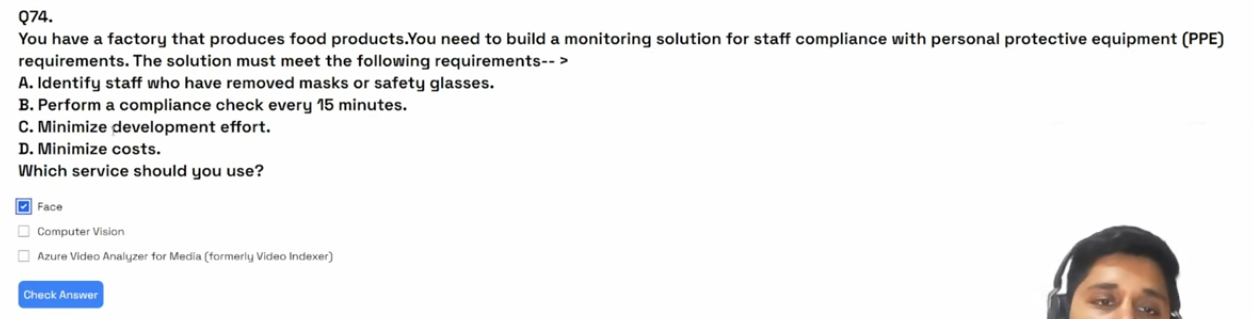 Q74.
You have a factory that produces food products.You need to build a monitoring solution for staff compliance with personal protective equipment (PPE)
requirements. The solution must meet the following requirements-- >
A. Identify staff who have removed masks or safety glasses.
B. Perform a compliance check every 15 minutes.
C. Minimize development effort.
D. Minimize costs.
Which service should you use?
Face
Computer Vision
Azure Video Analyzer for Media (formerly Video Indexer)
Check Answer